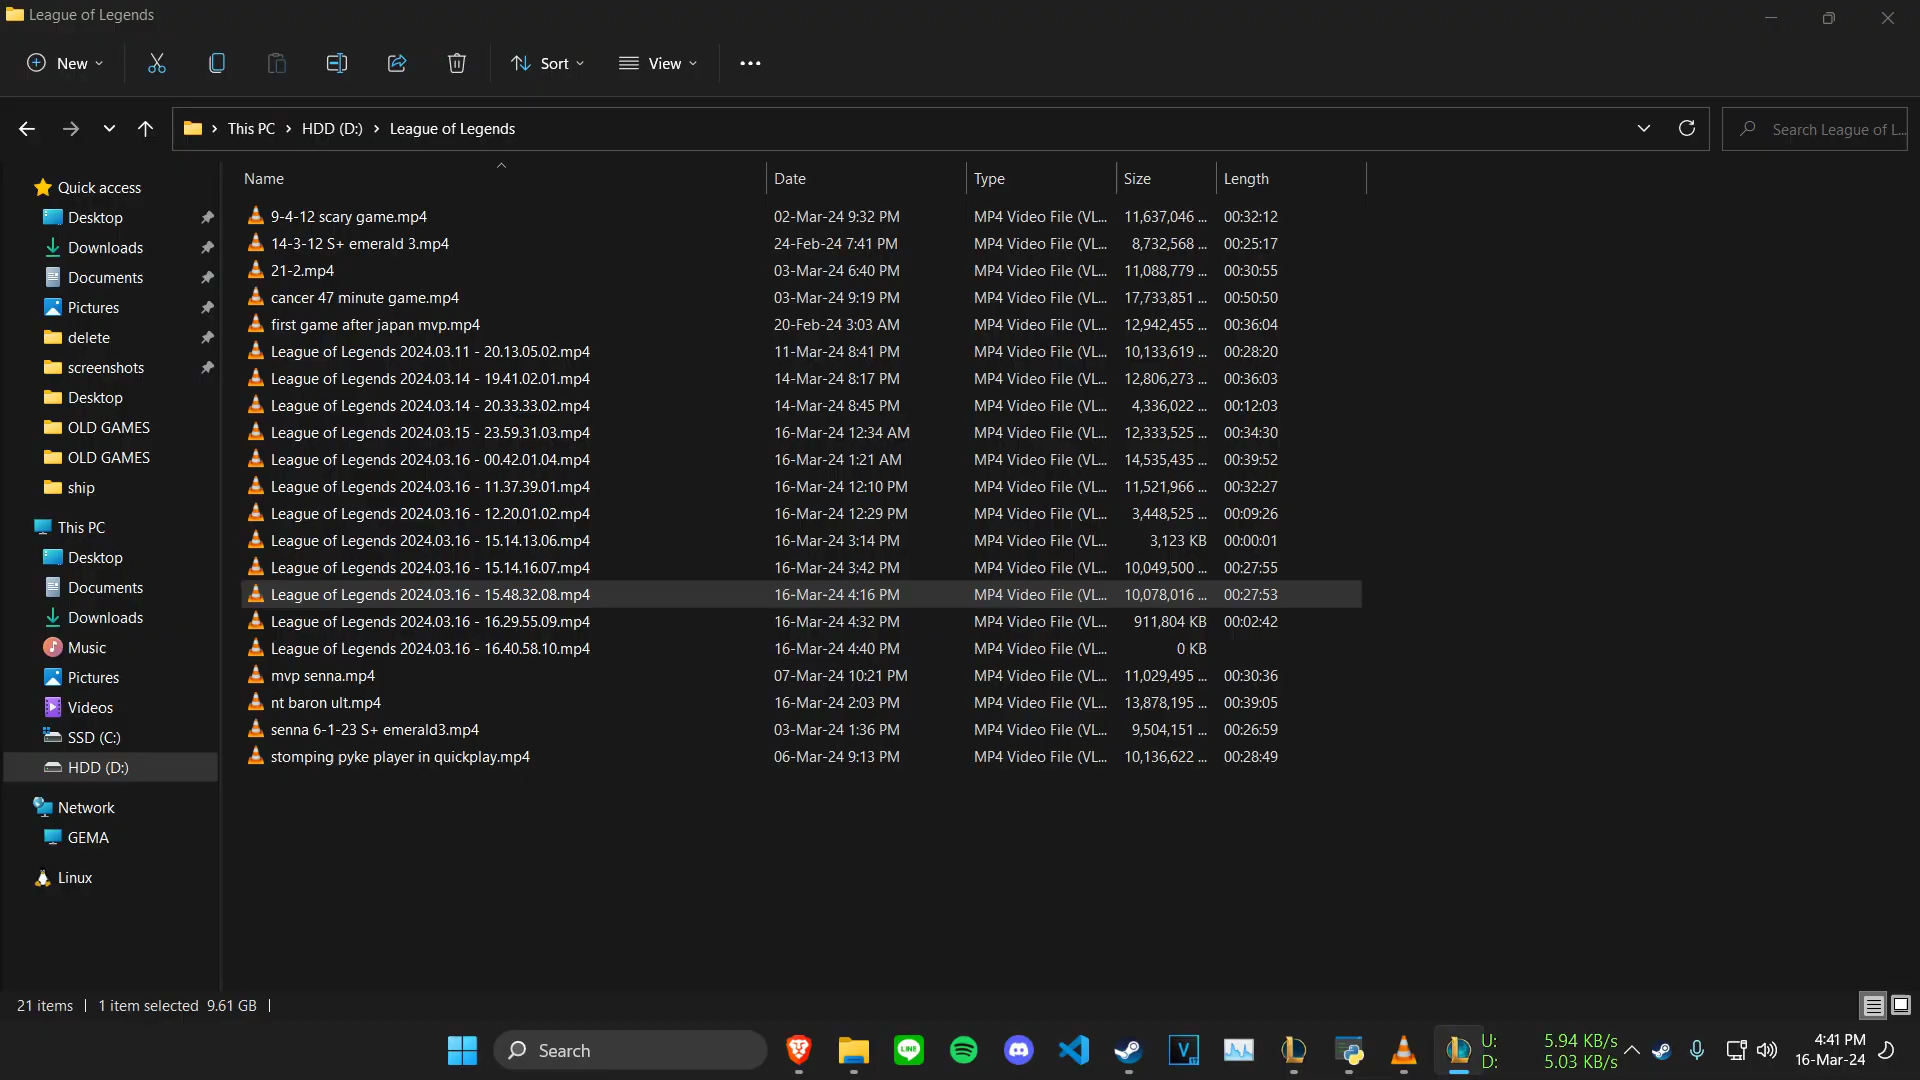 League of Legends
New
Sort
View
This PC > HDD (D:) > League of Legends
Search League of L...
Name Date Type Size Length
Quick access
Desktop
Downloads
Documents
Pictures
delete
screenshots
Desktop
OLD GAMES
OLD GAMES
ship
This PC
Desktop
Documents
Downloads
Music
Pictures
Videos
SSD (C:)
HDD (D:)
Network
GEMA
Linux
9-4-12 scary game.mp4 02-Mar-24 9:32 PM MP4 Video File (VL... 11,637,046 ... 00:32:12
14-3-12 S+ emerald 3.mp4 24-Feb-24 7:41 PM MP4 Video File (VL... 8,732,568 ... 00:25:17
21-2.mp4 03-Mar-24 6:40 PM MP4 Video File (VL... 11,088,779 ... 00:30:55
cancer 47 minute game.mp4 03-Mar-24 9:19 PM MP4 Video File (VL... 17,733,851 ... 00:50:50
first game after japan mvp.mp4 20-Feb-24 3:03 AM MP4 Video File (VL... 12,942,455 ... 00:36:04
League of Legends 2024.03.11 - 20.13.05.02.mp4 11-Mar-24 8:41 PM MP4 Video File (VL... 10,133,619 ... 00:28:20
League of Legends 2024.03.14 - 19.41.02.01.mp4 14-Mar-24 8:17 PM MP4 Video File (VL... 12,806,273 ... 00:36:03
League of Legends 2024.03.14 - 20.33.33.02.mp4 14-Mar-24 8:45 PM MP4 Video File (VL... 4,336,022 ... 00:12:03
League of Legends 2024.03.15 - 23.59.31.03.mp4 16-Mar-24 12:34 AM MP4 Video File (VL... 12,333,525 ... 00:34:30
League of Legends 2024.03.16 - 00.42.01.04.mp4 16-Mar-24 1:21 AM MP4 Video File (VL... 14,535,435 ... 00:39:52
League of Legends 2024.03.16 - 11.37.39.01.mp4 16-Mar-24 12:10 PM MP4 Video File (VL... 11,521,966 ... 00:32:27
League of Legends 2024.03.16 - 12.20.01.02.mp4 16-Mar-24 12:29 PM MP4 Video File (VL... 3,448,525 ... 00:09:26
League of Legends 2024.03.16 - 15.14.13.06.mp4 16-Mar-24 3:14 PM MP4 Video File (VL... 3,123 KB 00:00:01
League of Legends 2024.03.16 - 15.14.16.07.mp4 16-Mar-24 3:42 PM MP4 Video File (VL... 10,049,500 ... 00:27:55
League of Legends 2024.03.16 - 15.48.32.08.mp4 16-Mar-24 4:16 PM MP4 Video File (VL... 10,078,016 ... 00:27:53
League of Legends 2024.03.16 - 16.29.55.09.mp4 16-Mar-24 4:32 PM MP4 Video File (VL... 911,804 KB 00:02:42
League of Legends 2024.03.16 - 16.40.58.10.mp4 16-Mar-24 4:40 PM MP4 Video File (VL... 0 KB
mvp senna.mp4 07-Mar-24 10:21 PM MP4 Video File (VL... 11,029,495 ... 00:30:36
nt baron ult.mp4 16-Mar-24 2:03 PM MP4 Video File (VL... 13,878,195 ... 00:39:05
senna 6-1-23 S+ emerald3.mp4 03-Mar-24 1:36 PM MP4 Video File (VL... 9,504,151 ... 00:26:59
stomping pyke player in quickplay.mp4 06-Mar-24 9:13 PM MP4 Video File (VL... 10,136,622 ... 00:28:49
21 items | 1 item selected 9.61 GB |
Search
LINE
V
U: 5.94 KB/s
D: 5.03 KB/s
4:41 PM
16-Mar-24